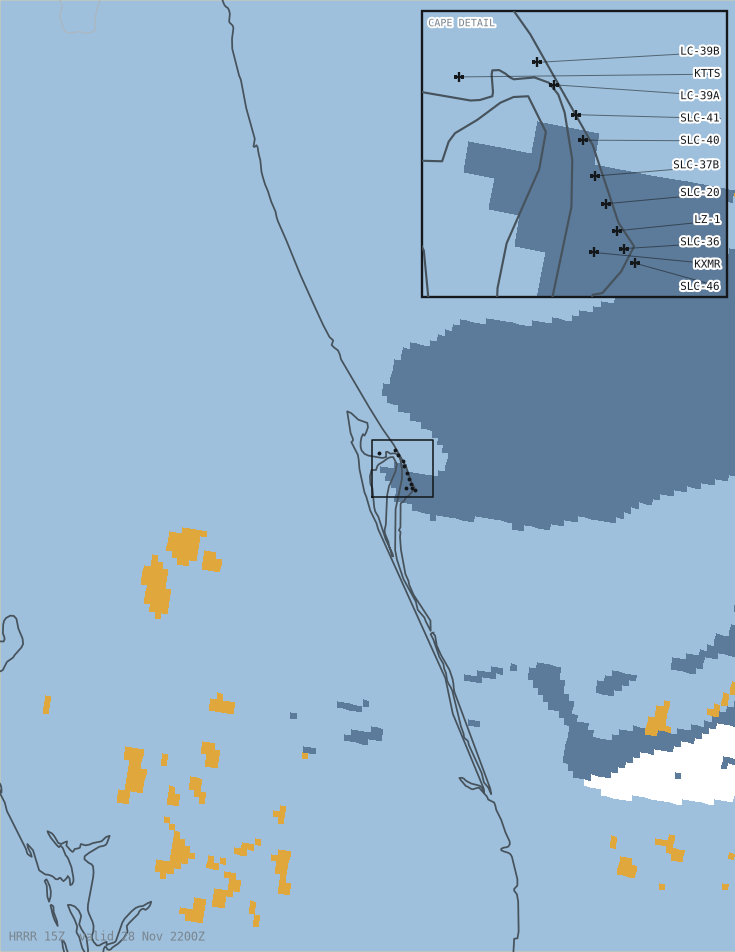 CAPE DETAIL
LC-39B
KTTS
LC-39A
SLC-41
SLC-40
SLC-37B
SLC-20
LZ-1
SLC-36
KXMR
SLC-46
HRRR 15Z  valid 28 Nov 2200Z